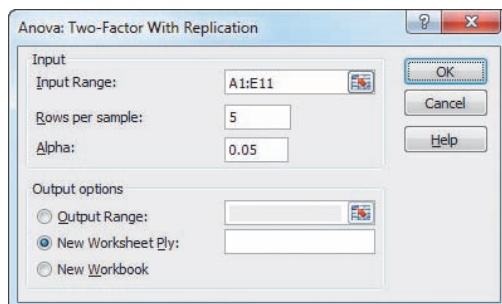 Anova: Two-Factor With Replication
Input
Input Range: A1:E11
Rows per sample: 5
Alpha: 0.05
OK
Cancel
Help
Output options
Output Range:
New Worksheet Ply:
New Workbook